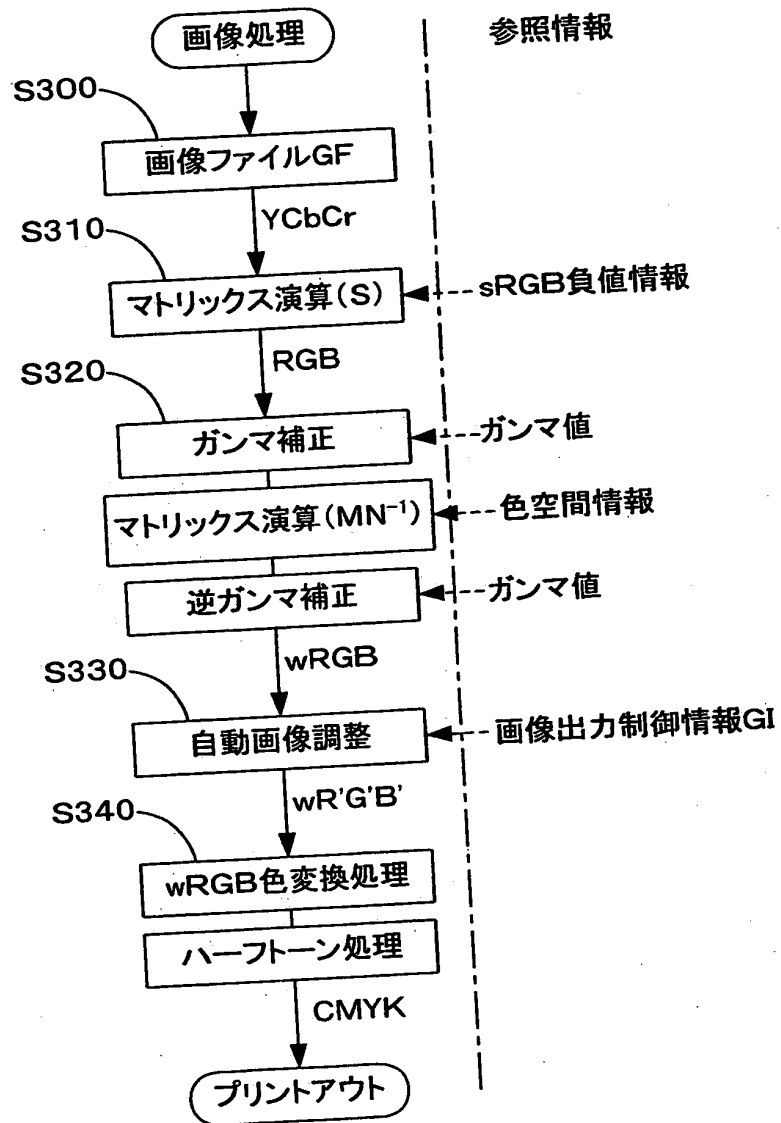 画像処理
参照情報
S300
画像ファイルGF
YCbCr
S310
マトリックス演算(S)
sRGB負値情報
RGB
S320
ガンマ補正
ガンマ値
マトリックス演算(MN⁻¹)
色空間情報
逆ガンマ補正
ガンマ値
wRGB
S330
自動画像調整
画像出力制御情報GI
wR'G'B'
S340
wRGB色変換処理
ハーフトーン処理
CMYK
プリントアウト